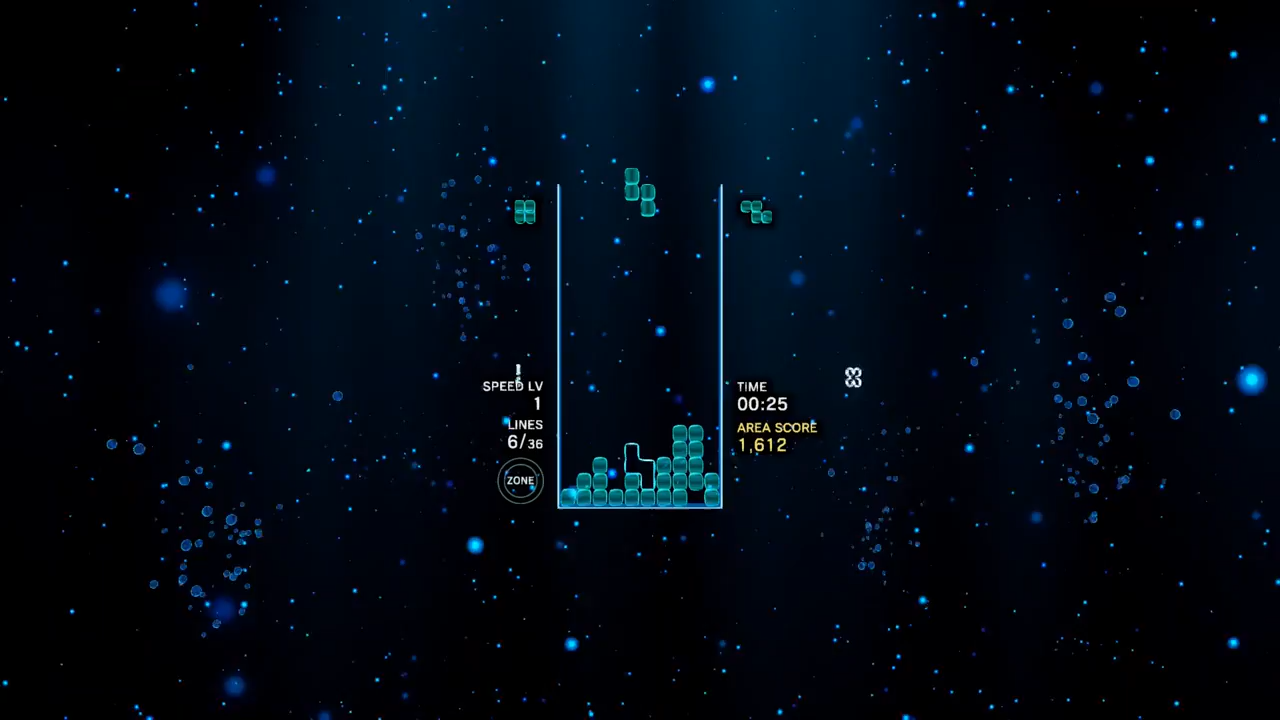 SPEED LV
1
LINES
6/36
ZONE
TIME
00:25
AREA SCORE
1,612